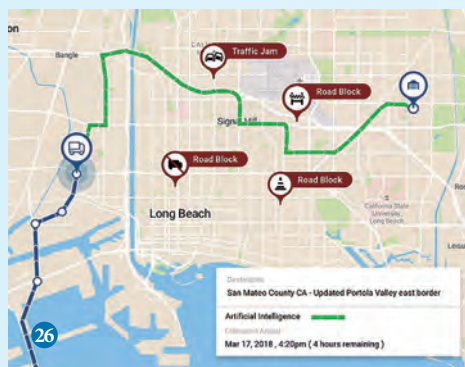 on
Bangle
Traffic Jam
Road Block
Signal Hill
Road Block
Road Block
Long Beach
California State
University,
Long Beach
Destination
San Mateo County CA - Updated Portola Valley east border
Artificial Intelligence
Estimated Arrival
Mar 17, 2018 , 4:20pm ( 4 hours remaining )
26